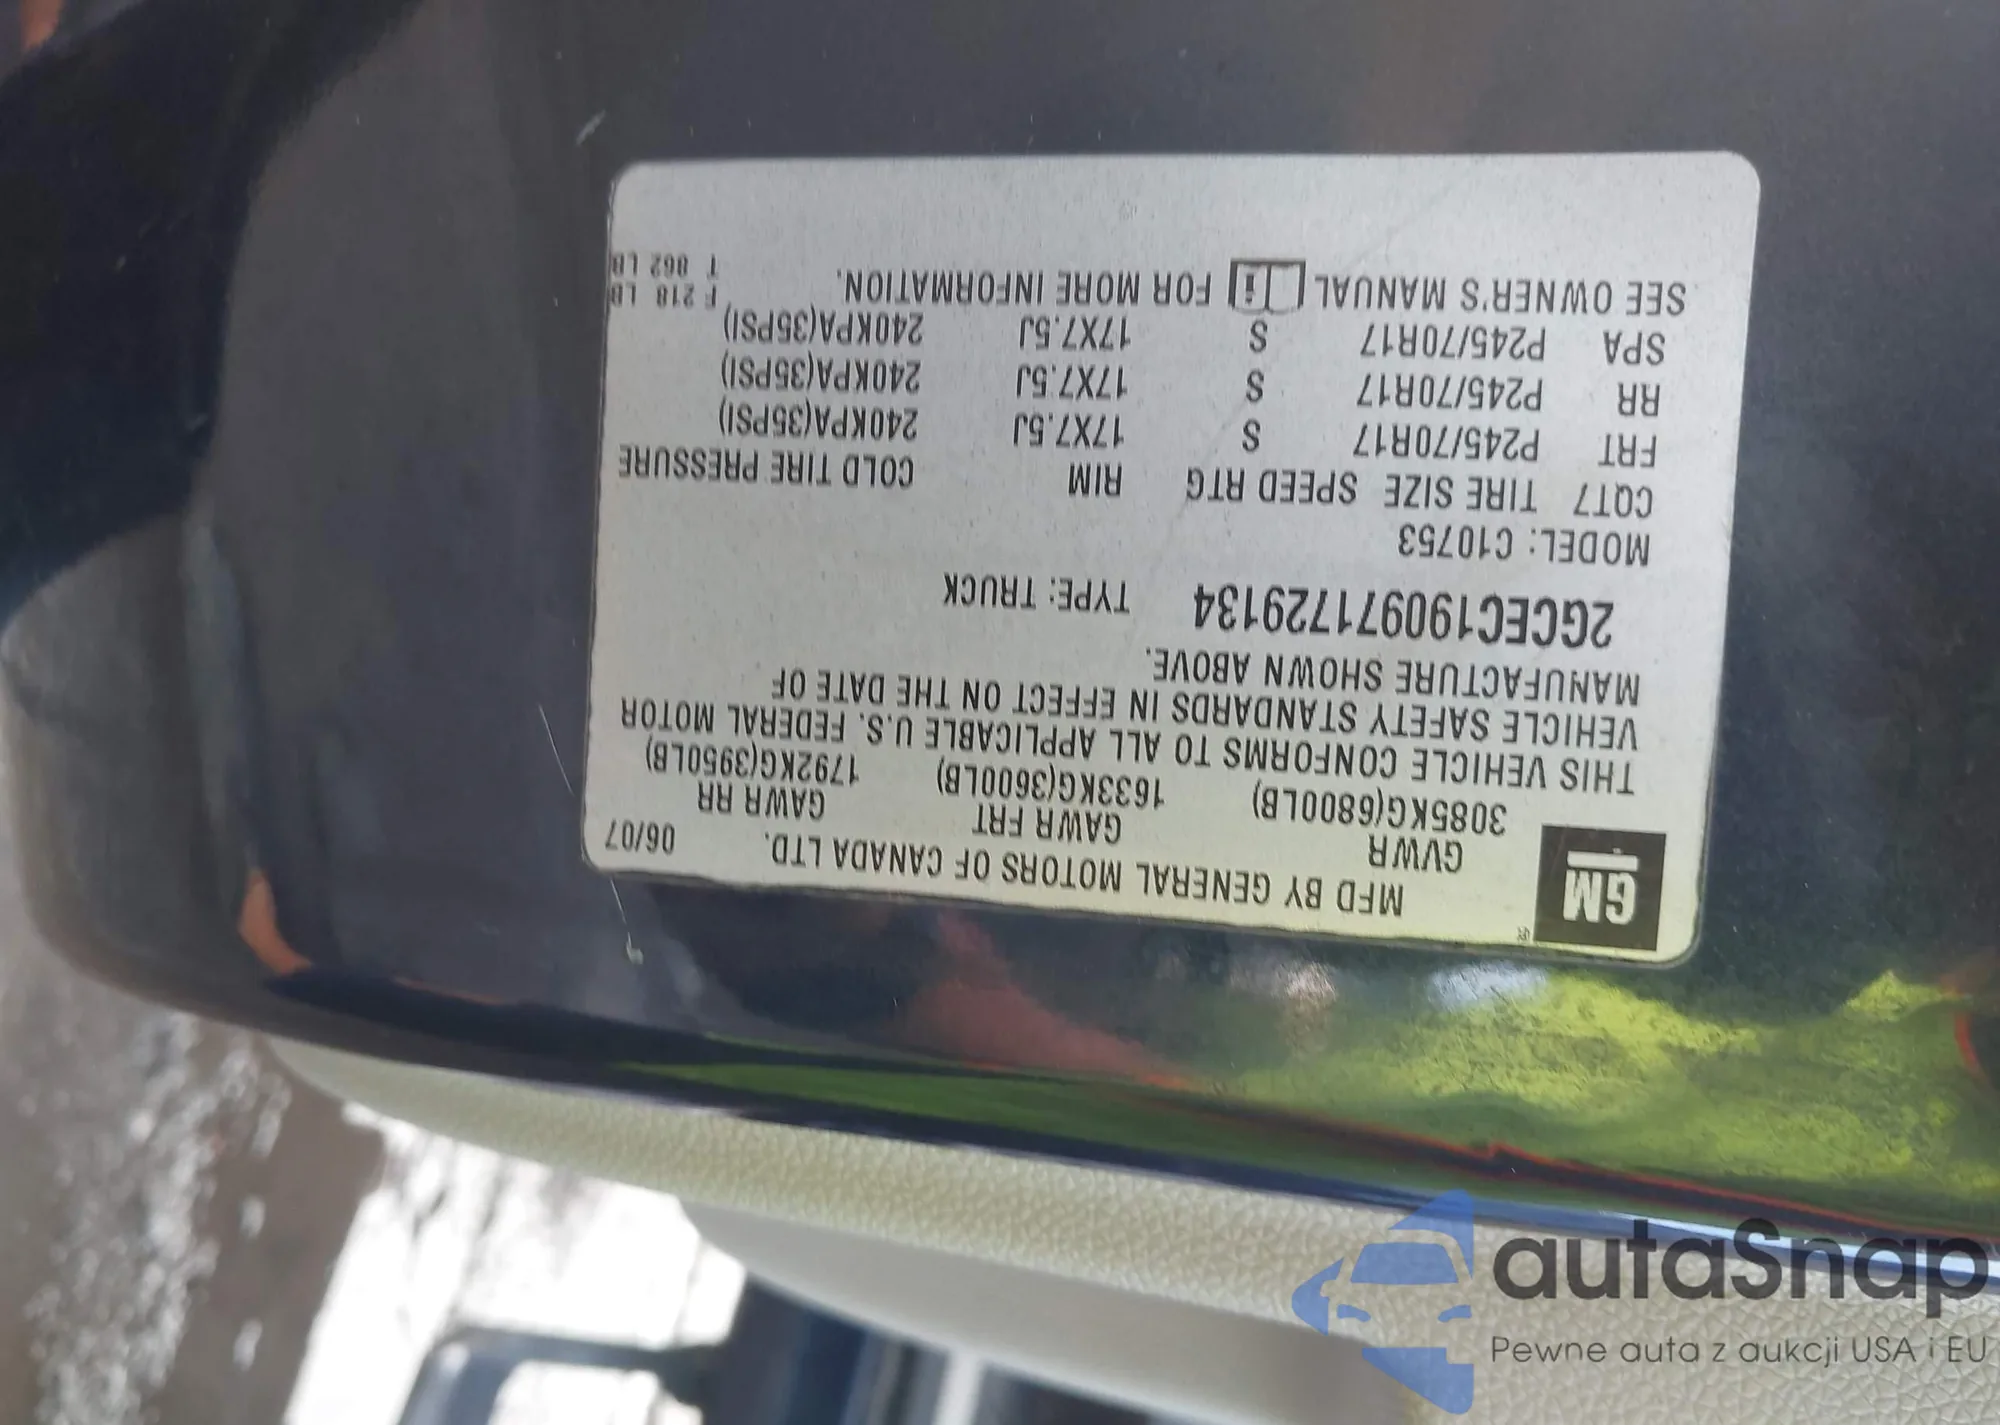 GM
MFD BY GENERAL MOTORS OF CANADA LTD. 06/07
GVWR GAWR FRT GAWR RR
3085KG(6800LB) 1633KG(3600LB) 1792KG(3950LB)
THIS VEHICLE CONFORMS TO ALL APPLICABLE U.S. FEDERAL MOTOR
VEHICLE SAFETY STANDARDS IN EFFECT ON THE DATE OF
MANUFACTURE SHOWN ABOVE.
2GCEC190971729134 TYPE: TRUCK
MODEL: C10753
CQT7 TIRE SIZE SPEED RTG RIM COLD TIRE PRESSURE
FRT P245/70R17 S 17X7.5J 240KPA(35PSI)
RR P245/70R17 S 17X7.5J 240KPA(35PSI)
SPA P245/70R17 S 17X7.5J 240KPA(35PSI)
SEE OWNER'S MANUAL i FOR MORE INFORMATION.
F 218 LB
T 862 LB
autaSnap
Pewne auta z aukcji USA i EU